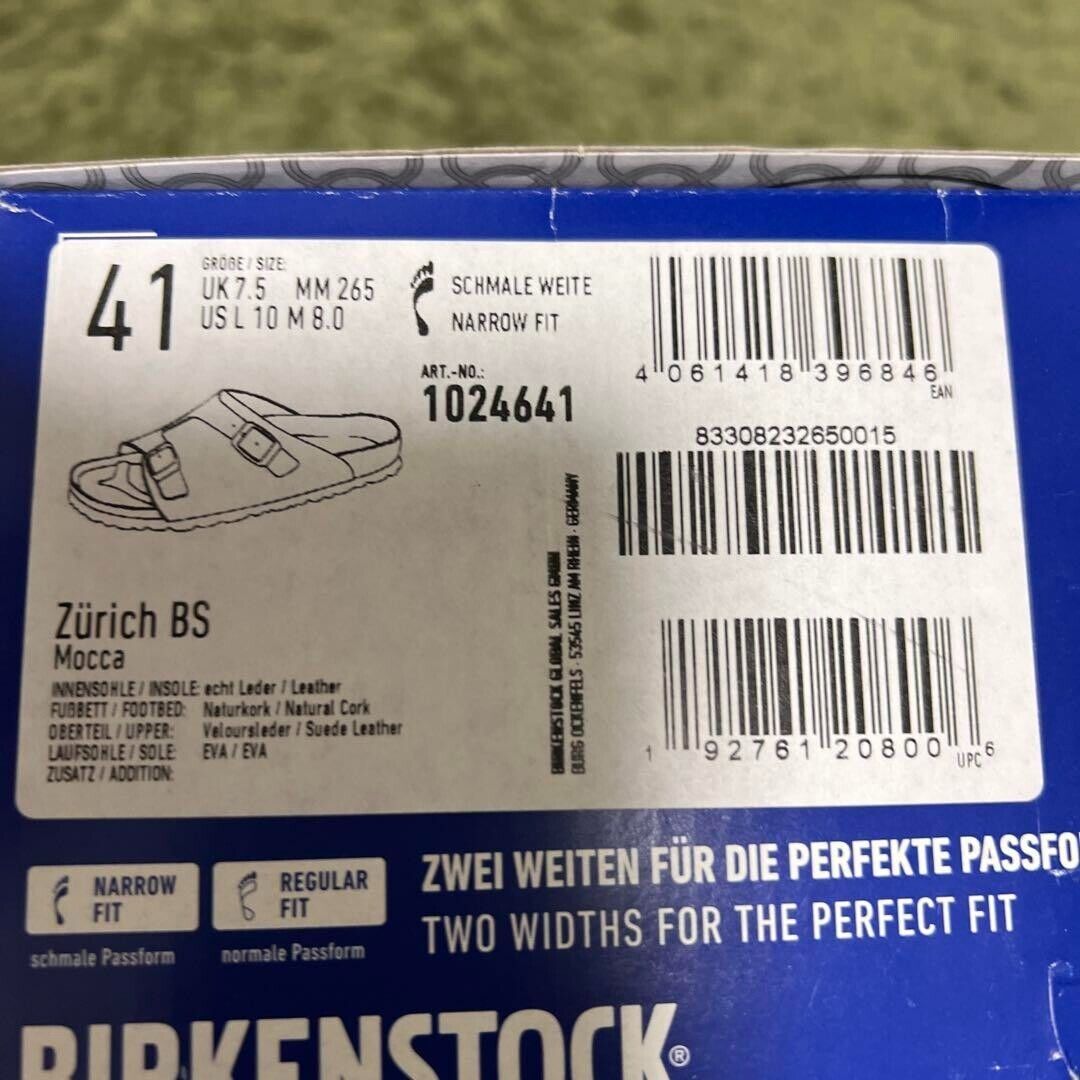 41
GRÖßE / SIZE:
UK 7.5 MM 265
US L 10 M 8.0
SCHMALE WEITE
NARROW FIT
ART.-NO.:
1024641
4 061418 396846
EAN
83308232650015
BIRKENSTOCK GLOBAL SALES GMBH
BURG OCKENFELS · 53545 LINZ AM RHEIN · GERMANY
Zürich BS
Mocca
INNENSOHLE / INSOLE: echt Leder / Leather
FUßBETT / FOOTBED: Naturkork / Natural Cork
OBERTEIL / UPPER: Veloursleder / Suede Leather
LAUFSOHLE / SOLE: EVA / EVA
ZUSATZ / ADDITION:
1 92761 20800 6
UPC
NARROW FIT
schmale Passform
REGULAR FIT
normale Passform
ZWEI WEITEN FÜR DIE PERFEKTE PASSFO
TWO WIDTHS FOR THE PERFECT FIT
BIRKENSTOCK®